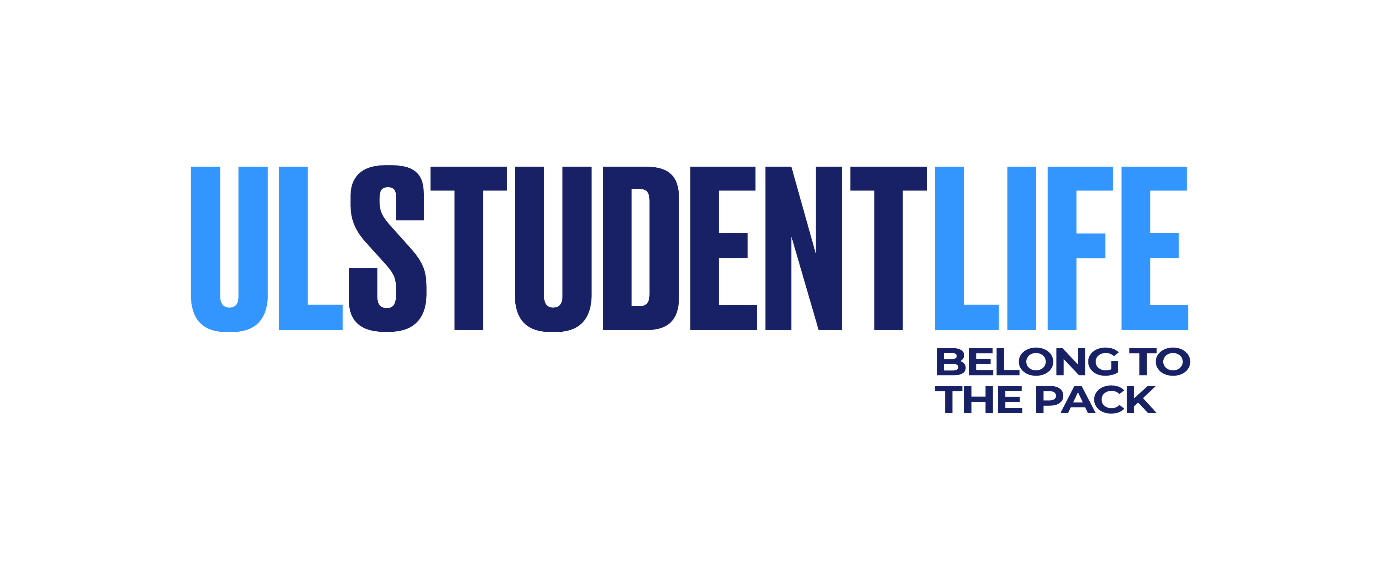 ULSTUDENTLIFE
BELONG TO
THE PACK